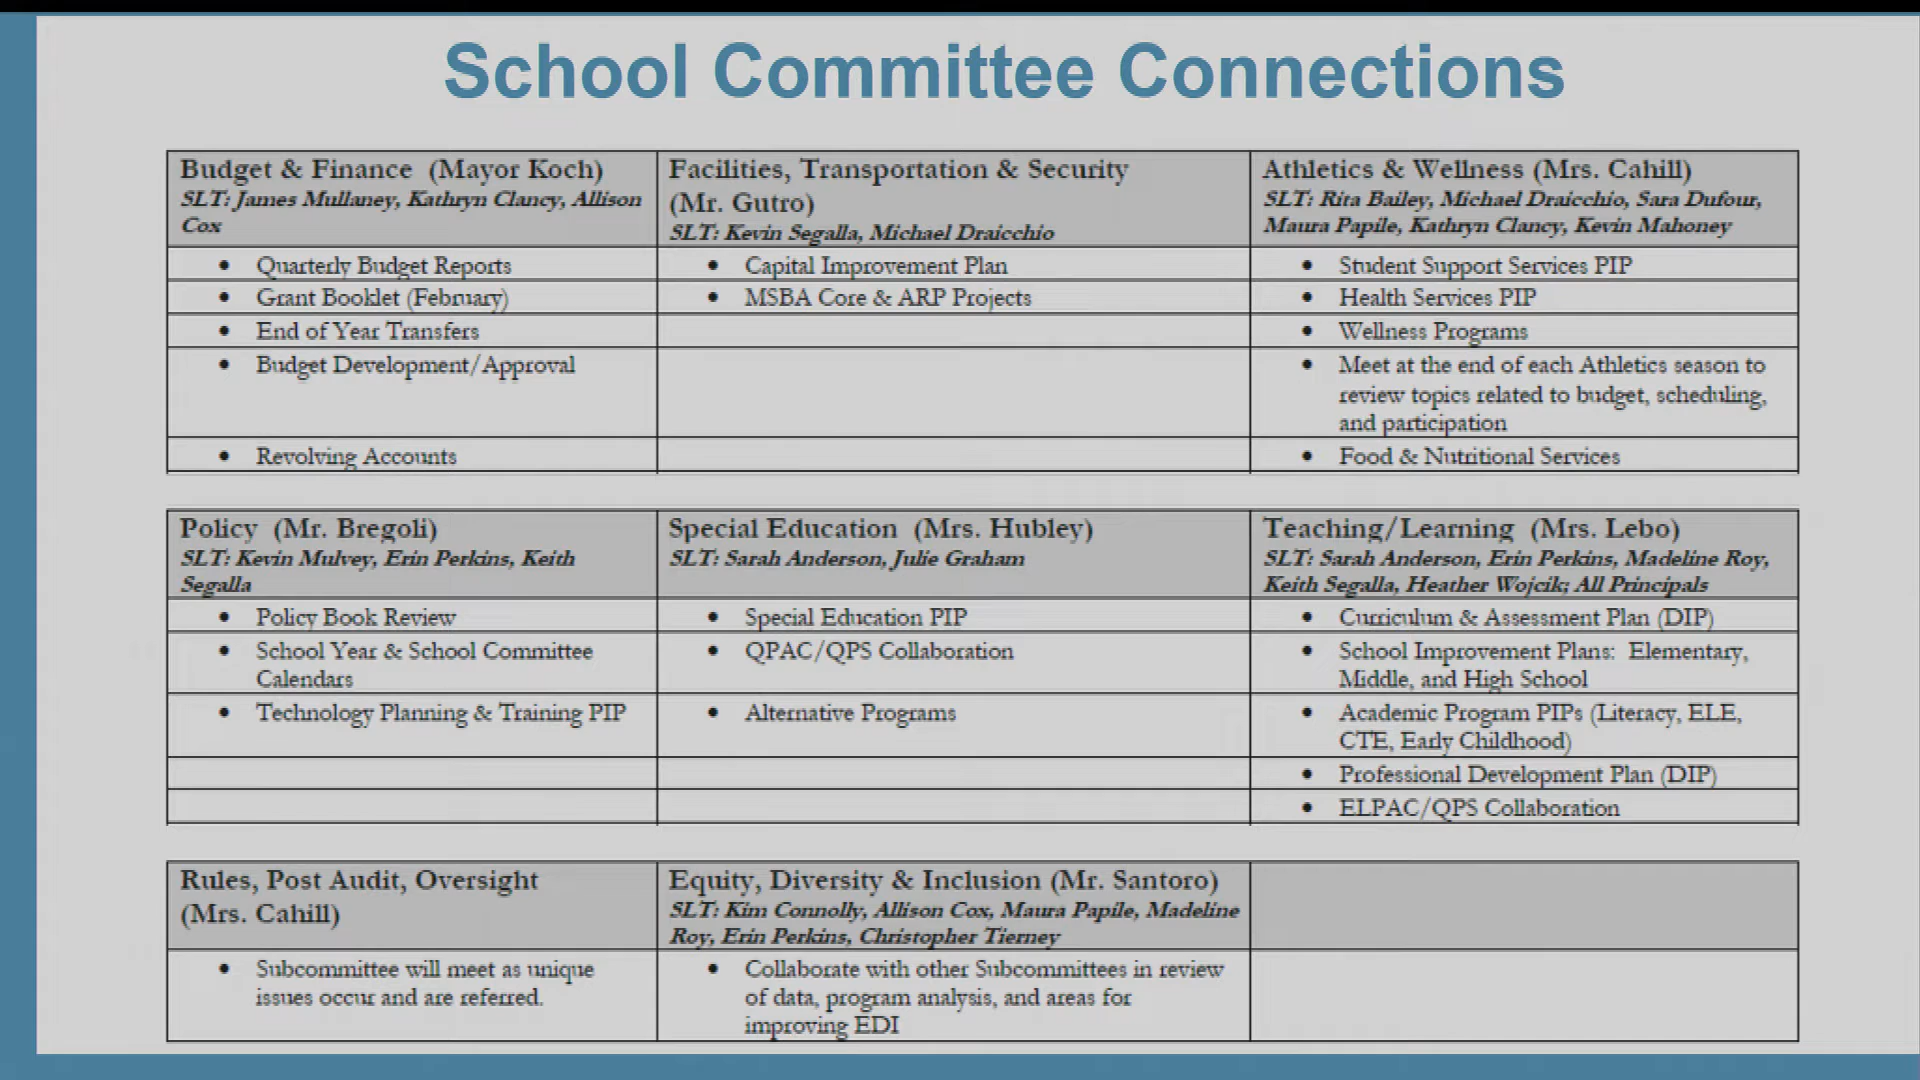 School Committee Connections
Budget & Finance (Mayor Koch)
SLT: James Mullaney, Kathryn Clancy, Allison
Cox
Facilities, Transportation & Security
(Mr. Gutro)
SLT: Kevin Segalla, Michael Draicchio
Athletics & Wellness (Mrs. Cahill)
SLT: Rita Bailey, Michael Draicchio, Sara Dufour,
Maura Papile, Kathryn Clancy, Kevin Mahoney
• Quarterly Budget Reports
• Capital Improvement Plan
• Student Support Services PIP
• Grant Booklet (February)
• MSBA Core & ARP Projects
• Health Services PIP
• End of Year Transfers
• Wellness Programs
• Budget Development/Approval
• Meet at the end of each Athletics season to
review topics related to budget, scheduling,
and participation
• Revolving Accounts
• Food & Nutritional Services
Policy (Mr. Bregoli)
SLT: Kevin Mulvey, Erin Perkins, Keith
Segalla
Special Education (Mrs. Hubley)
SLT: Sarah Anderson, Julie Graham
Teaching/Learning (Mrs. Lebo)
SLT: Sarah Anderson, Erin Perkins, Madeline Roy,
Keith Segalla, Heather Wojcik; All Principals
• Policy Book Review
• Special Education PIP
• Curriculum & Assessment Plan (DIP)
• School Year & School Committee
Calendars
• QPAC/QPS Collaboration
• School Improvement Plans: Elementary,
Middle, and High School
• Technology Planning & Training PIP
• Alternative Programs
• Academic Program PIPs (Literacy, ELE,
CTE, Early Childhood)
• Professional Development Plan (DIP)
• ELPAC/QPS Collaboration
Rules, Post Audit, Oversight
(Mrs. Cahill)
Equity, Diversity & Inclusion (Mr. Santoro)
SLT: Kim Connolly, Allison Cox, Maura Papile, Madeline
Roy, Erin Perkins, Christopher Tierney
• Subcommittee will meet as unique
issues occur and are referred.
• Collaborate with other Subcommittees in review
of data, program analysis, and areas for
improving EDI